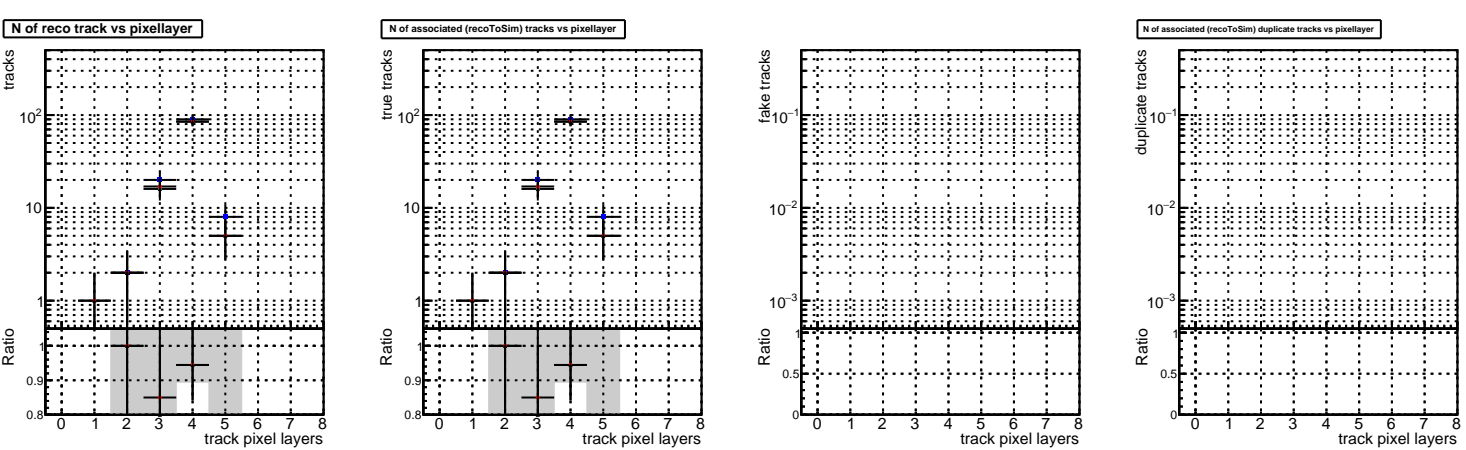 N of reco track vs pixellayer
tracks
10²
10
1
Ratio
1
0.9
0.8
0 1 2 3 4 5 6 7 8
track pixel layers
N of associated (recoToSim) tracks vs pixellayer
true tracks
10²
10
1
Ratio
1
0.9
0.8
0 1 2 3 4 5 6 7 8
track pixel layers
fake tracks
10⁻¹
10⁻²
10⁻³
Ratio
1
0.5
0
0 1 2 3 4 5 6 7 8
track pixel layers
N of associated (recoToSim) duplicate tracks vs pixellayer
duplicate tracks
10⁻¹
10⁻²
10⁻³
Ratio
1
0.5
0
0 1 2 3 4 5 6 7 8
track pixel layers